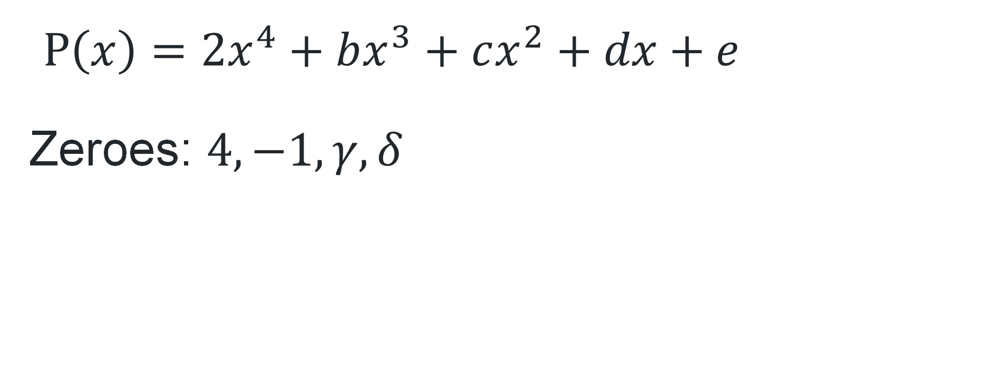 P(x) = 2x⁴ + bx³ + cx² + dx + e
Zeroes: 4, −1, γ, δ